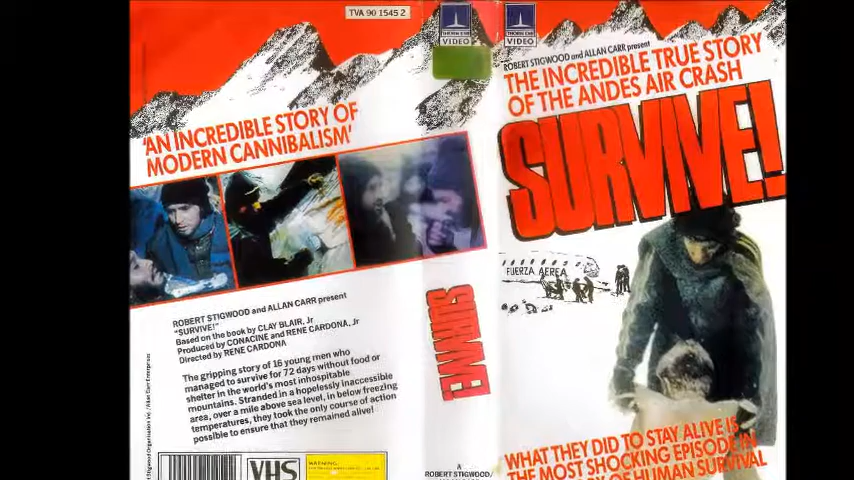 TVA 90 1545 2
'AN INCREDIBLE STORY OF
MODERN CANNIBALISM'
ROBERT STIGWOOD and ALLAN CARR present
"SURVIVE!"
Based on the book by CLAY BLAIR, Jr
Produced by CONACINE and RENE CARDONA, Jr
Directed by RENE CARDONA
The gripping story of 16 young men who
managed to survive for 72 days without food or
shelter in the world's most inhospitable
mountains. Stranded in a hopelessly inaccessible
area, over a mile above sea level, in below freezing
temperatures, they took the only course of action
possible to ensure that they remained alive!
VHS
WARNING
THORN EMI
VIDEO
SURVIVE!
A
ROBERT STIGWOOD/
THORN EMI
VIDEO
ROBERT STIGWOOD and ALLAN CARR present
THE INCREDIBLE TRUE STORY
OF THE ANDES AIR CRASH
SURVIVE!
FUERZA AEREA
WHAT THEY DID TO STAY ALIVE IS
THE MOST SHOCKING EPISODE IN
OF HUMAN SURVIVAL